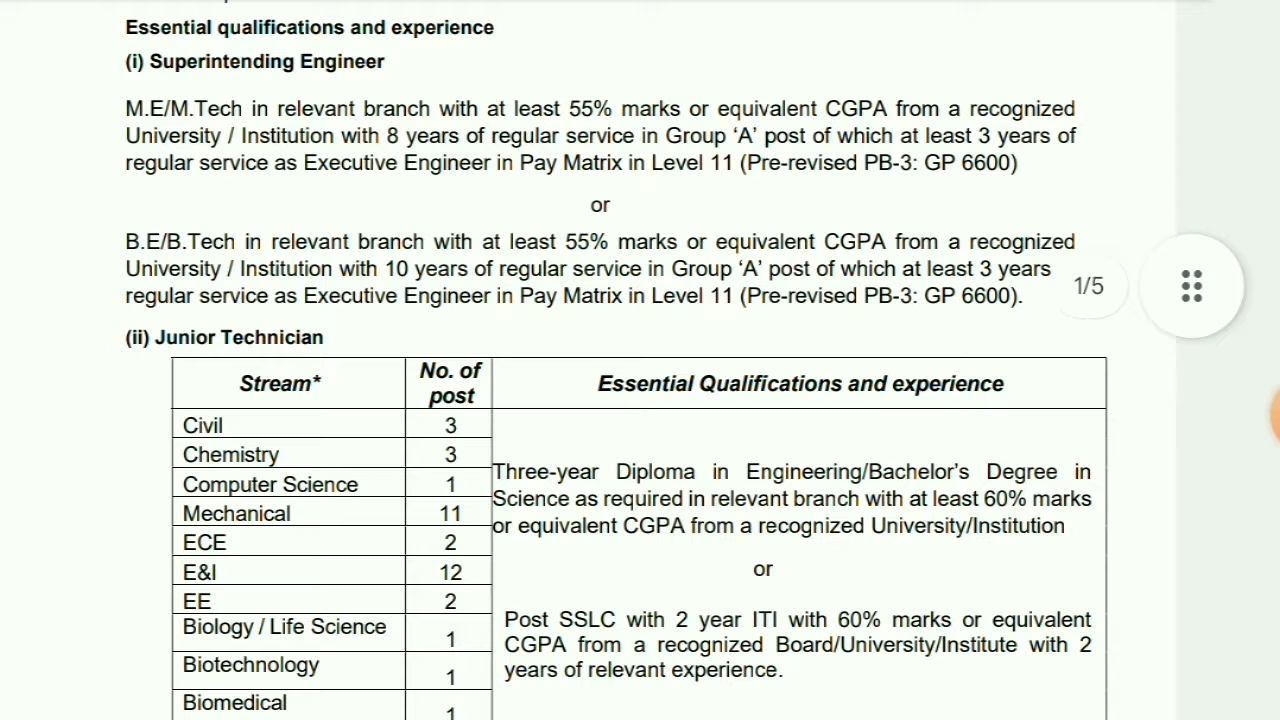 Essential qualifications and experience
(i) Superintending Engineer
M.E/M.Tech in relevant branch with at least 55% marks or equivalent CGPA from a recognized
University / Institution with 8 years of regular service in Group ‘A’ post of which at least 3 years of
regular service as Executive Engineer in Pay Matrix in Level 11 (Pre-revised PB-3: GP 6600)
or
B.E/B.Tech in relevant branch with at least 55% marks or equivalent CGPA from a recognized
University / Institution with 10 years of regular service in Group ‘A’ post of which at least 3 years
regular service as Executive Engineer in Pay Matrix in Level 11 (Pre-revised PB-3: GP 6600).
1/5
(ii) Junior Technician
Stream* No. of post Essential Qualifications and experience
Civil 3
Chemistry 3
Computer Science 1
Mechanical 11
ECE 2
E&I 12
EE 2
Biology / Life Science 1
Biotechnology 1
Biomedical 1
Three-year Diploma in Engineering/Bachelor’s Degree in
Science as required in relevant branch with at least 60% marks
or equivalent CGPA from a recognized University/Institution
or
Post SSLC with 2 year ITI with 60% marks or equivalent
CGPA from a recognized Board/University/Institute with 2
years of relevant experience.